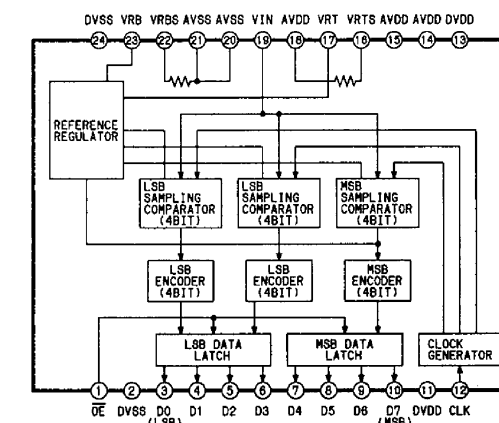 DVSS VRB VRBS AVSS AVSS VIN AVDD VRT VRTS AVDD AVDD DVDD
24 23 22 21 20 19 18 17 16 15 14 13
REFERENCE
REGULATOR
LSB
SAMPLING
COMPARATOR
(4BIT)
LSB
SAMPLING
COMPARATOR
(4BIT)
MSB
SAMPLING
COMPARATOR
(4BIT)
LSB
ENCODER
(4BIT)
LSB
ENCODER
(4BIT)
MSB
ENCODER
(4BIT)
LSB DATA
LATCH
MSB DATA
LATCH
CLOCK
GENERATOR
1 2 3 4 5 6 7 8 9 10 11 12
OE DVSS D0 D1 D2 D3 D4 D5 D6 D7 DVDD CLK
(LSB) (MSB)